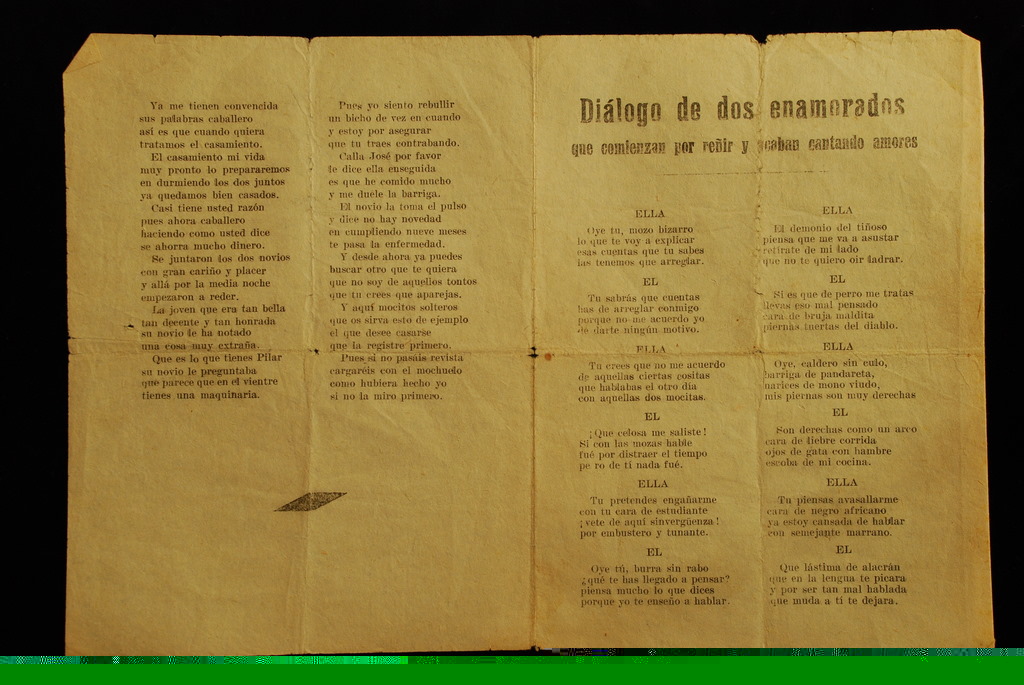 Ya me tienen convencida
sus palabras caballero
así es que cuando quiera
tratamos el casamiento.
El casamiento mi vida
muy pronto lo prepararemos
en durmiendo los dos juntos
ya quedamos bien casados.
Casi tiene usted razón
pues ahora caballero
haciendo como usted dice
se ahorra mucho dinero.
Se juntaron los dos novios
con gran cariño y placer
y allá por la media noche
empezaron a reder.
La joven que era tan bella
tan decente y tan honrada
su novio le ha notado
una cosa muy extraña.
Que es lo que tienes Pilar
su novio le preguntaba
que parece que en el vientre
tienes una maquinaria.
Pues yo siento rebullir
un bicho de vez en cuando
y estoy por asegurar
que tu traes contrabando.
Calla José por favor
le dice ella enseguida
es que he comido mucho
y me duele la barriga.
El novio la toma el pulso
y dice no hay novedad
en cumpliendo nueve meses
te pasa la enfermedad.
Y desde ahora ya puedes
buscar otro que te quiera
que no soy de aquellos tontos
que tu crees que aparejas.
Y aquí mocitos solteros
que os sirva esto de ejemplo
el que desee casarse
que la registre primero.
Pues si no pasáis revista
cargaréis con el mochuelo
como hubiera hecho yo
si no la miro primero.
Diálogo de dos enamorados
que comienzan por reñir y acaban cantando amores
ELLA
Oye tu, mozo bizarro
lo que te voy a explicar
esas cuentas que tu sabes
las tenemos que arreglar.
EL
Tu sabrás que cuentas
has de arreglar conmigo
porque no me acuerdo yo
de darte ningún motivo.
ELLA
Tu crees que no me acuerdo
de aquellas ciertas cositas
que hablabas el otro dia
con aquellas dos mocitas.
EL
¡Que celosa me saliste!
Si con las mozas hable
fué por distraer el tiempo
pe ro de ti nada fué.
ELLA
Tu pretendes engañarme
con tu cara de estudiante
¡vete de aquí sinvergüenza!
por embustero y tunante.
EL
Oye tú, burra sin rabo
¿qué te has llegado a pensar?
piensa mucho lo que dices
porque yo te enseño a hablar.
ELLA
El demonio del tiñoso
piensa que me va a asustar
retirate de mi lado
que no te quiero oir ladrar.
EL
Si es que de perro me tratas
llevas eso mal pensado
cara de bruja maldita
piernas tuertas del diablo.
ELLA
Oye, caldero sin culo,
barriga de pandareta,
narices de mono viudo,
mis piernas son muy derechas
EL
Son derechas como un arco
cara de liebre corrida
ojos de gata con hambre
escoba de mi cocina.
ELLA
Tu piensas avasallarme
cara de negro africano
ya estoy cansada de hablar
con semejante marrano.
EL
Que lástima de alacrán
que en la lengua te picara
y por ser tan mal hablada
que muda a tí te dejara.